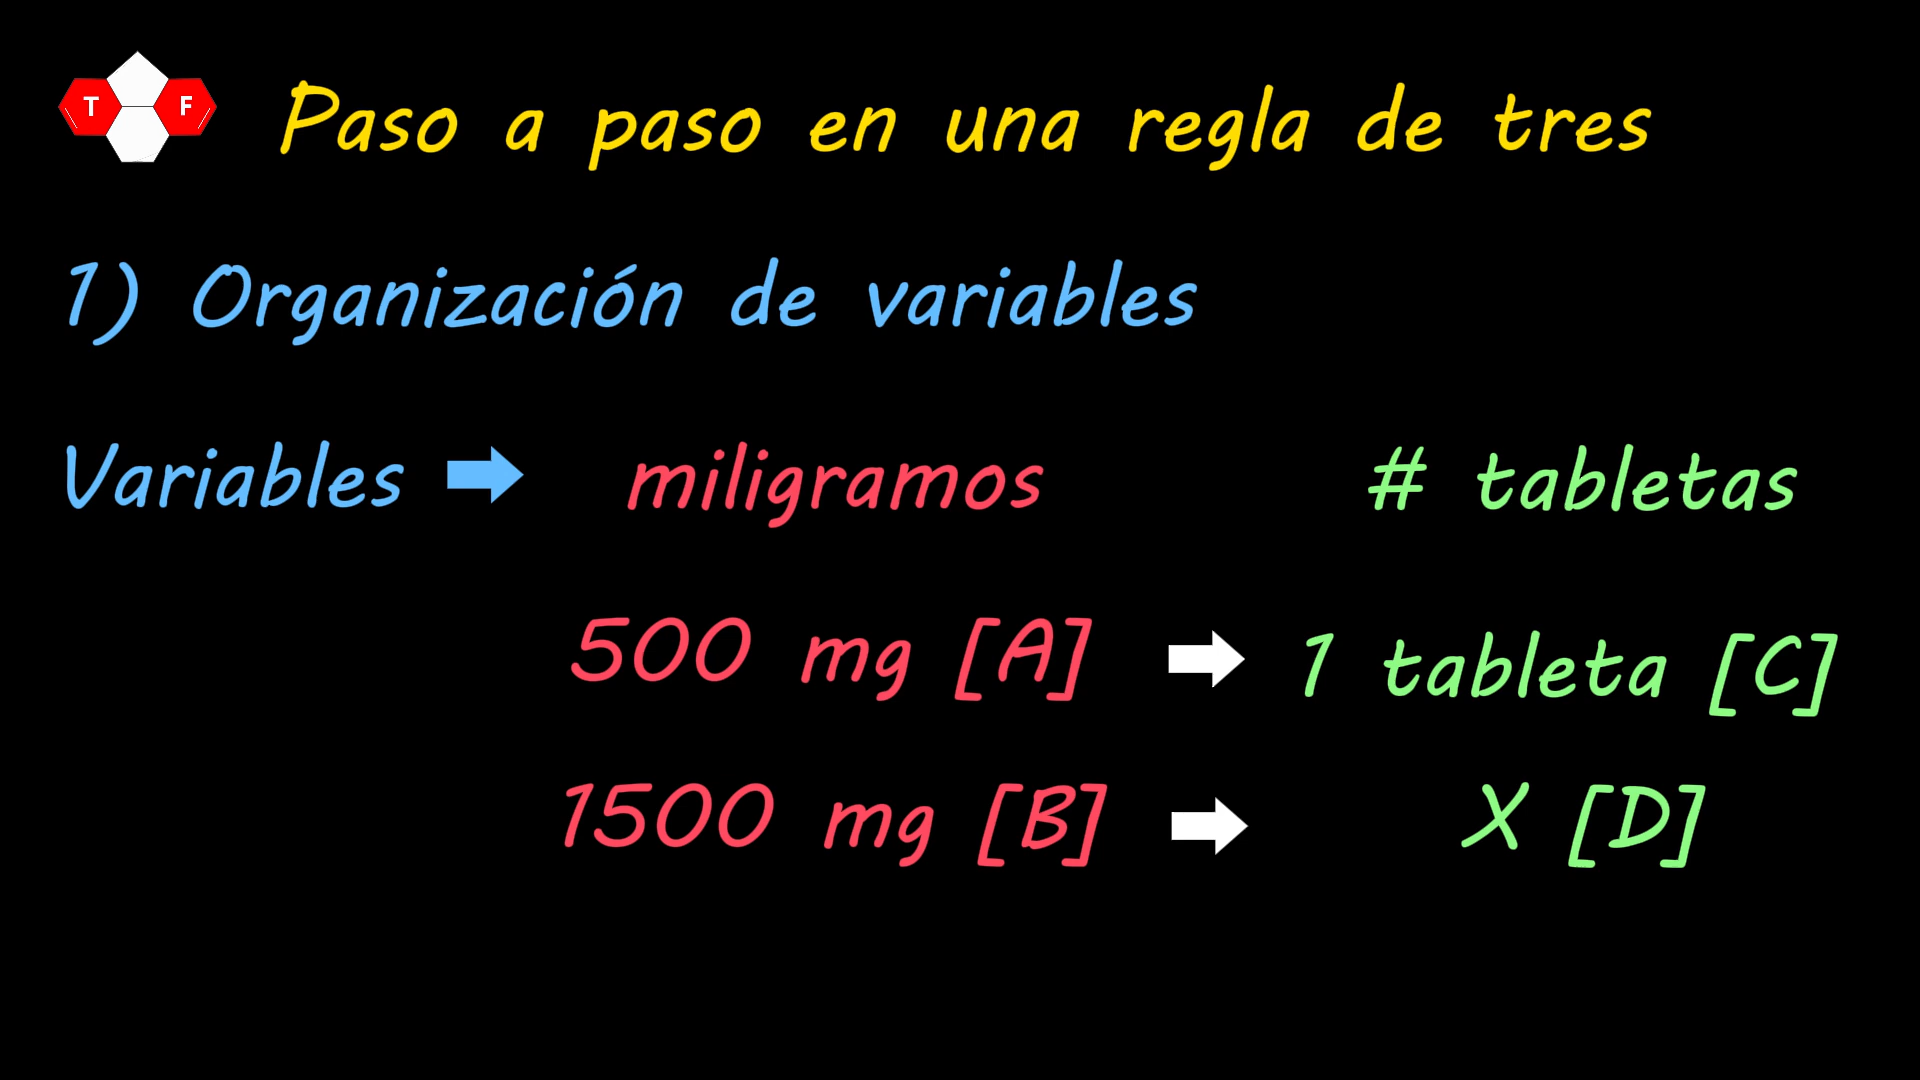 T F
Paso a paso en una regla de tres
1) Organización de variables
Variables miligramos # tabletas
500 mg [A] 1 tableta [C]
1500 mg [B] X [D]